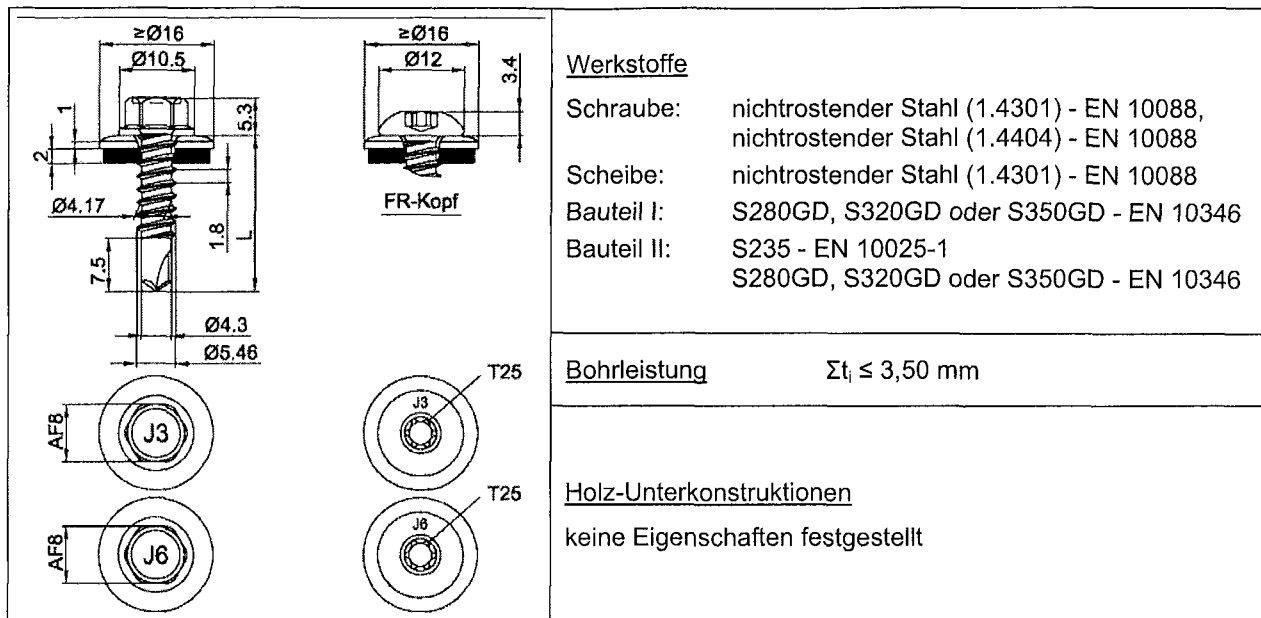 ≥Ø16
Ø10.5
1
2
5.3
Ø4.17
1.8
L
7.5
Ø4.3
Ø5.46
≥Ø16
Ø12
3.4
FR-Kopf
AF8
J3
J3
T25
AF8
J6
J6
T25
Werkstoffe
Schraube: nichtrostender Stahl (1.4301) - EN 10088,
nichtrostender Stahl (1.4404) - EN 10088
Scheibe: nichtrostender Stahl (1.4301) - EN 10088
Bauteil I: S280GD, S320GD oder S350GD - EN 10346
Bauteil II: S235 - EN 10025-1
S280GD, S320GD oder S350GD - EN 10346
Bohrleistung Σti ≤ 3,50 mm
Holz-Unterkonstruktionen
keine Eigenschaften festgestellt